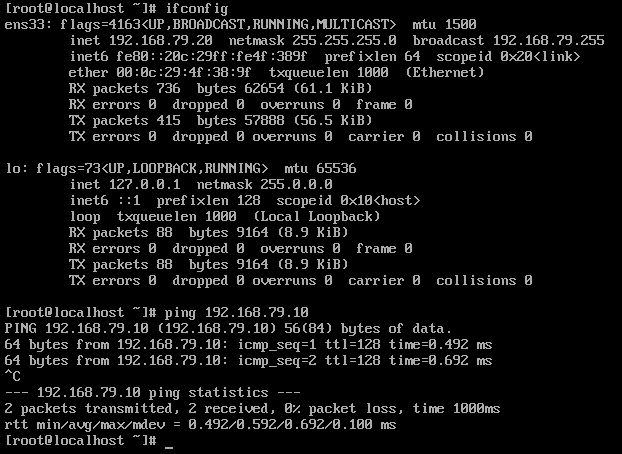 [root@localhost ~]# ifconfig
ens33: flags=4163<UP,BROADCAST,RUNNING,MULTICAST>  mtu 1500
        inet 192.168.79.20  netmask 255.255.255.0  broadcast 192.168.79.255
        inet6 fe80::20c:29ff:fe4f:389f  prefixlen 64  scopeid 0x20<link>
        ether 00:0c:29:4f:38:9f  txqueuelen 1000  (Ethernet)
        RX packets 736  bytes 62654 (61.1 KiB)
        RX errors 0  dropped 0  overruns 0  frame 0
        TX packets 415  bytes 57888 (56.5 KiB)
        TX errors 0  dropped 0 overruns 0  carrier 0  collisions 0

lo: flags=73<UP,LOOPBACK,RUNNING>  mtu 65536
        inet 127.0.0.1  netmask 255.0.0.0
        inet6 ::1  prefixlen 128  scopeid 0x10<host>
        loop  txqueuelen 1000  (Local Loopback)
        RX packets 88  bytes 9164 (8.9 KiB)
        RX errors 0  dropped 0  overruns 0  frame 0
        TX packets 88  bytes 9164 (8.9 KiB)
        TX errors 0  dropped 0 overruns 0  carrier 0  collisions 0

[root@localhost ~]# ping 192.168.79.10
PING 192.168.79.10 (192.168.79.10) 56(84) bytes of data.
64 bytes from 192.168.79.10: icmp_seq=1 ttl=128 time=0.492 ms
64 bytes from 192.168.79.10: icmp_seq=2 ttl=128 time=0.692 ms
^C
--- 192.168.79.10 ping statistics ---
2 packets transmitted, 2 received, 0% packet loss, time 1000ms
rtt min/avg/max/mdev = 0.492/0.592/0.692/0.100 ms
[root@localhost ~]# _